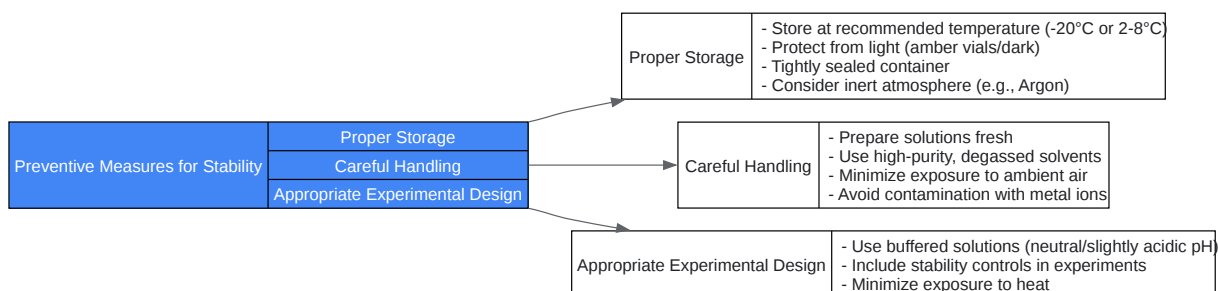 Preventive Measures for Stability
Proper Storage
Careful Handling
Appropriate Experimental Design
Proper Storage
- Store at recommended temperature (-20°C or 2-8°C)
- Protect from light (amber vials/dark)
- Tightly sealed container
- Consider inert atmosphere (e.g., Argon)
Careful Handling
- Prepare solutions fresh
- Use high-purity, degassed solvents
- Minimize exposure to ambient air
- Avoid contamination with metal ions
Appropriate Experimental Design
- Use buffered solutions (neutral/slightly acidic pH)
- Include stability controls in experiments
- Minimize exposure to heat